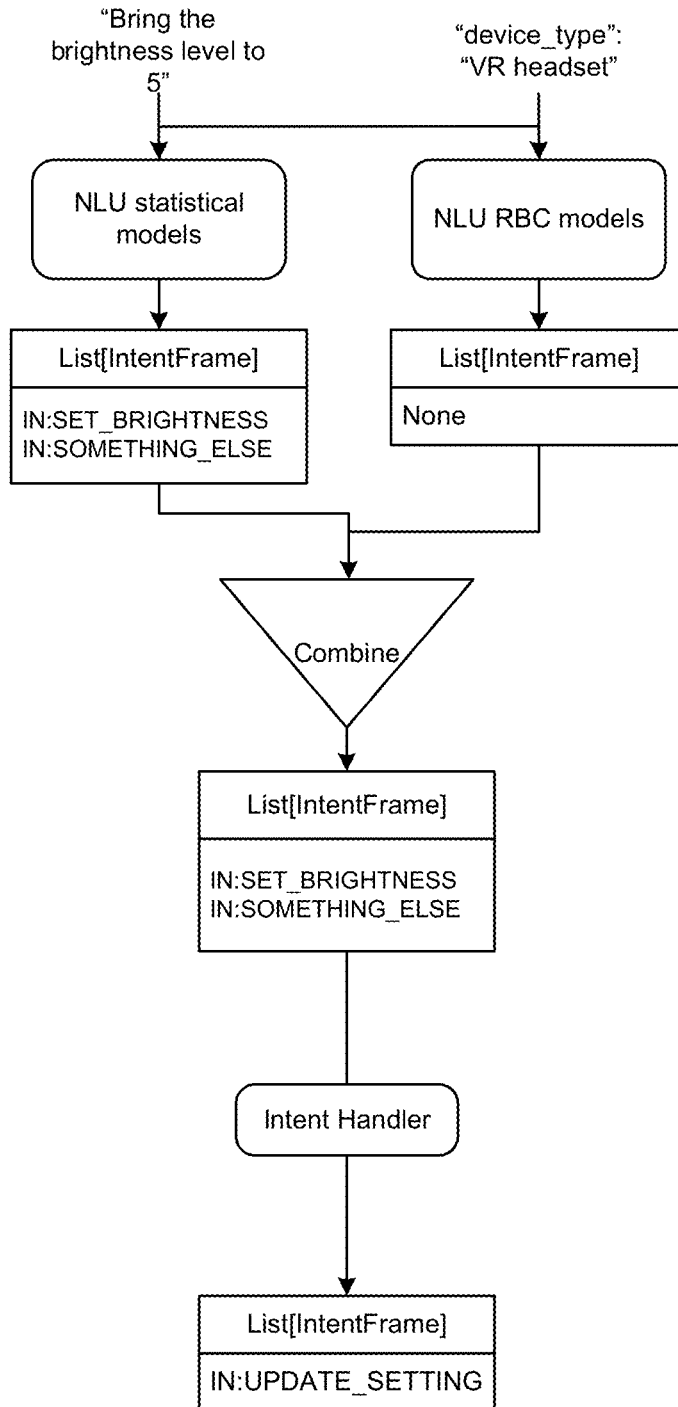 “Bring the
brightness level to
5”
“device_type”:
“VR headset”
NLU statistical
models
NLU RBC models
List[IntentFrame]
IN:SET_BRIGHTNESS
IN:SOMETHING_ELSE
List[IntentFrame]
None
Combine
List[IntentFrame]
IN:SET_BRIGHTNESS
IN:SOMETHING_ELSE
Intent Handler
List[IntentFrame]
IN:UPDATE_SETTING